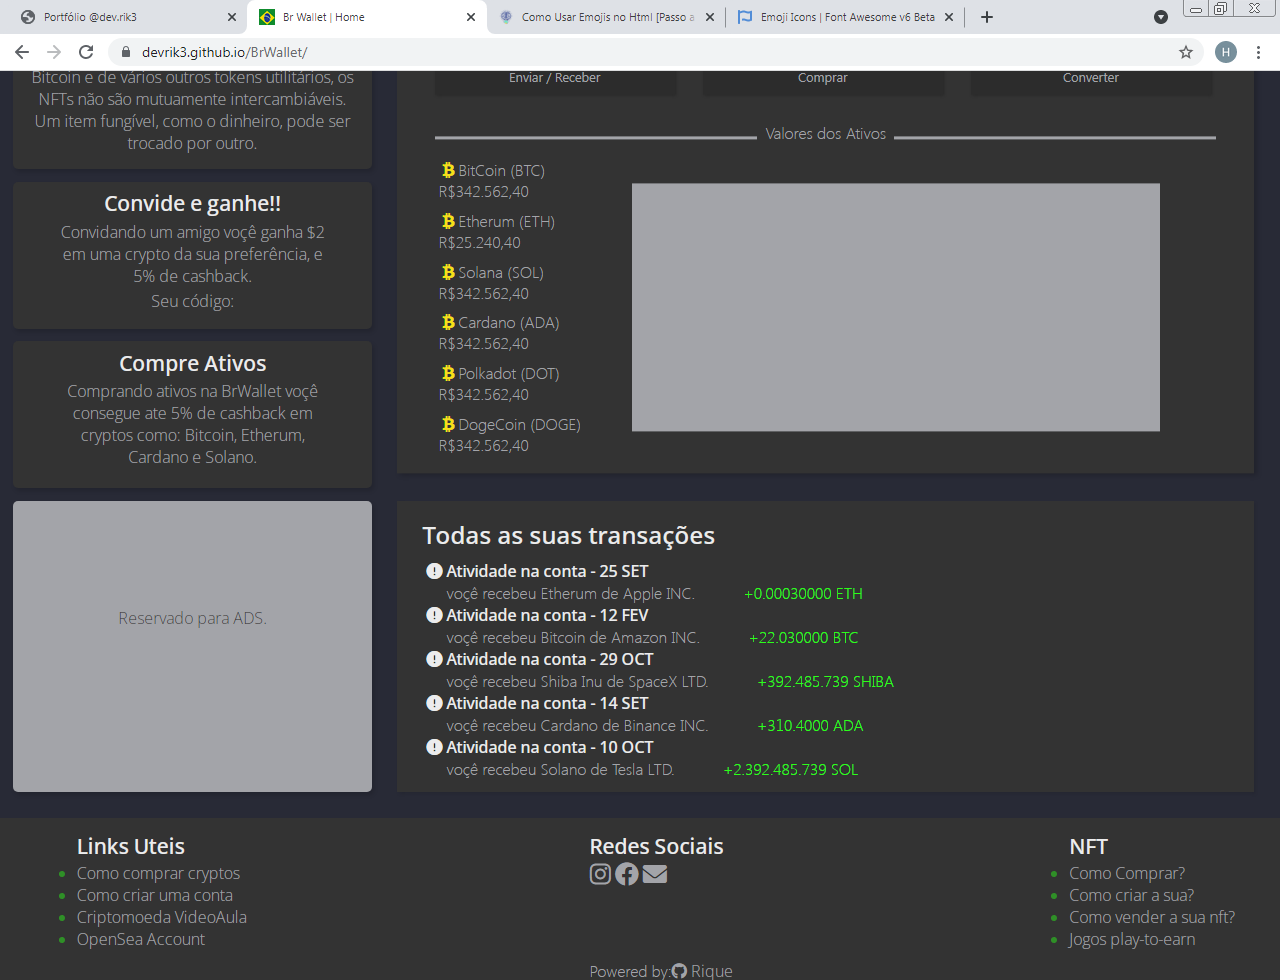 Portfólio @dev.rik3
Br Wallet | Home
Como Usar Emojis no Html [Passo a
Emoji Icons | Font Awesome v6 Beta
devrik3.github.io/BrWallet/
H
Bitcoin e de vários outros tokens utilitários, os
NFTs não são mutuamente intercambiáveis.
Um item fungível, como o dinheiro, pode ser
trocado por outro.
Convide e ganhe!!
Convidando um amigo voçê ganha $2
em uma crypto da sua preferência, e
5% de cashback.
Seu código:
Compre Ativos
Comprando ativos na BrWallet voçê
consegue ate 5% de cashback em
cryptos como: Bitcoin, Etherum,
Cardano e Solano.
Reservado para ADS.
Enviar / Receber
Comprar
Converter
Valores dos Ativos
BitCoin (BTC)
R$342.562,40
Etherum (ETH)
R$25.240,40
Solana (SOL)
R$342.562,40
Cardano (ADA)
R$342.562,40
Polkadot (DOT)
R$342.562,40
DogeCoin (DOGE)
R$342.562,40
Todas as suas transações
Atividade na conta - 25 SET
voçê recebeu Etherum de Apple INC. +0.00030000 ETH
Atividade na conta - 12 FEV
voçê recebeu Bitcoin de Amazon INC. +22.030000 BTC
Atividade na conta - 29 OCT
voçê recebeu Shiba Inu de SpaceX LTD. +392.485.739 SHIBA
Atividade na conta - 14 SET
voçê recebeu Cardano de Binance INC. +310.4000 ADA
Atividade na conta - 10 OCT
voçê recebeu Solano de Tesla LTD. +2.392.485.739 SOL
Links Uteis
Como comprar cryptos
Como criar uma conta
Criptomoeda VideoAula
OpenSea Account
Redes Sociais
Powered by: Rique
NFT
Como Comprar?
Como criar a sua?
Como vender a sua nft?
Jogos play-to-earn